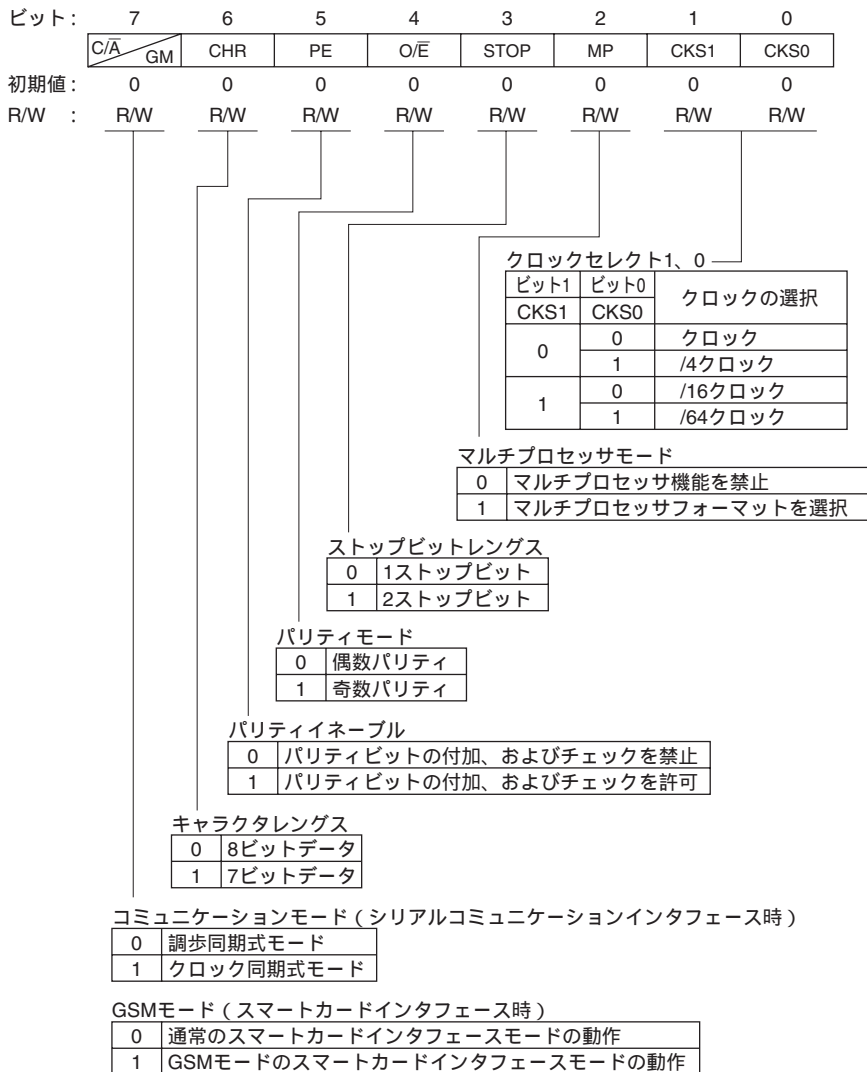 ビット： 7 6 5 4 3 2 1 0
C/A̅ GM CHR PE O/E̅ STOP MP CKS1 CKS0
初期値： 0 0 0 0 0 0 0 0
R/W ： R/W R/W R/W R/W R/W R/W R/W R/W
クロックセレクト1、0
ビット1 ビット0 クロックの選択
CKS1 CKS0
0 0 クロック
1 /4クロック
1 0 /16クロック
1 /64クロック
マルチプロセッサモード
0 マルチプロセッサ機能を禁止
1 マルチプロセッサフォーマットを選択
ストップビットレングス
0 1ストップビット
1 2ストップビット
パリティモード
0 偶数パリティ
1 奇数パリティ
パリティイネーブル
0 パリティビットの付加、およびチェックを禁止
1 パリティビットの付加、およびチェックを許可
キャラクタレングス
0 8ビットデータ
1 7ビットデータ
コミュニケーションモード（シリアルコミュニケーションインタフェース時）
0 調歩同期式モード
1 クロック同期式モード
GSMモード（スマートカードインタフェース時）
0 通常のスマートカードインタフェースモードの動作
1 GSMモードのスマートカードインタフェースモードの動作